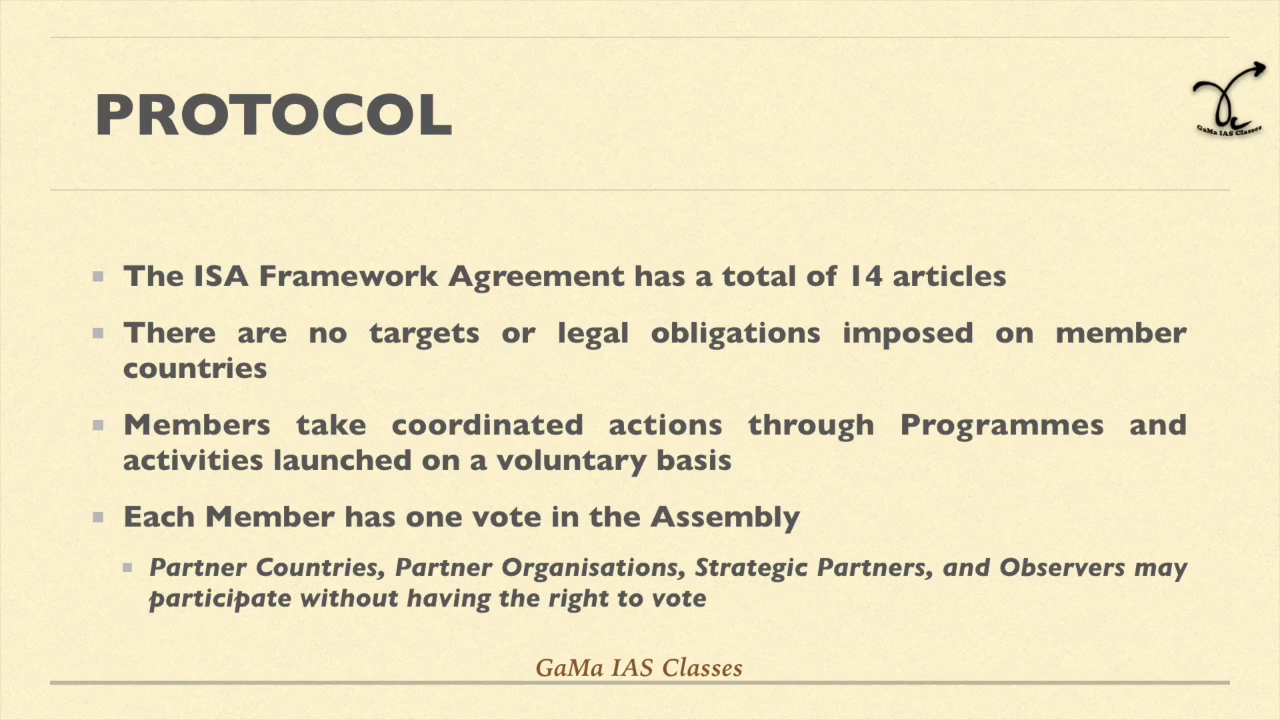 PROTOCOL
GaMa IAS Classes
The ISA Framework Agreement has a total of 14 articles
There are no targets or legal obligations imposed on member
countries
Members take coordinated actions through Programmes and
activities launched on a voluntary basis
Each Member has one vote in the Assembly
Partner Countries, Partner Organisations, Strategic Partners, and Observers may
participate without having the right to vote
GaMa IAS Classes